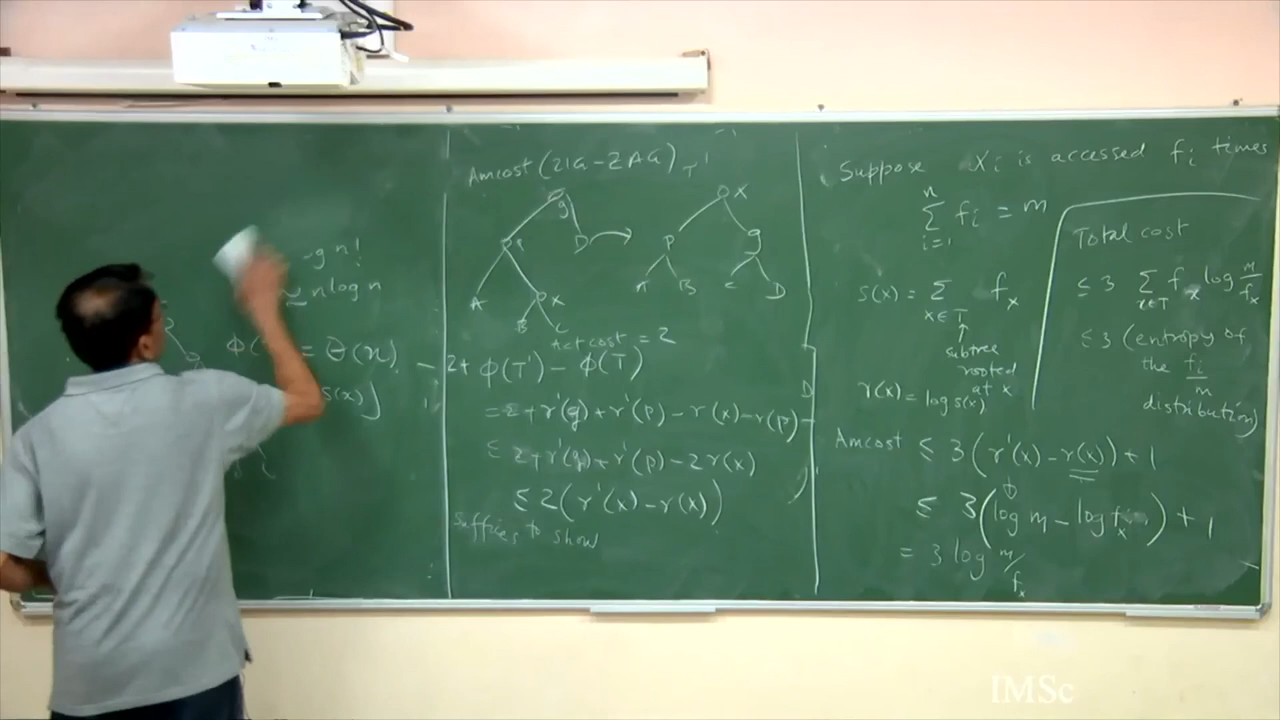 g n!
≈ n log n
Φ( = Θ(n)
s(x)]
Amcost (ZIG - ZAG)
T
g
D
A
x
B
C
x
p
g
B
C
D
Act cost = 2
2 + Φ(T') - Φ(T)
= 2 + r'(g) + r'(p) - r(x) - r(p)
≤ 2 + r'(g) + r'(p) - 2 r(x)
≤ 2 (r'(x) - r(x))
Suffices to show
Suppose Xi is accessed fi times
n
∑ fi = m
i=1
s(x) = ∑ fx
x ∈ T
↑
subtree
rooted
at x
r(x) = log s(x)
Total cost
≤ 3 ∑ fx log m/fx
x∈T
≤ 3 (entropy of
the fi/m
distribution)
Amcost ≤ 3 (r'(x) - r(x)) + 1
≤ 3 (log m - log fx) + 1
= 3 log m/fx
IMSc